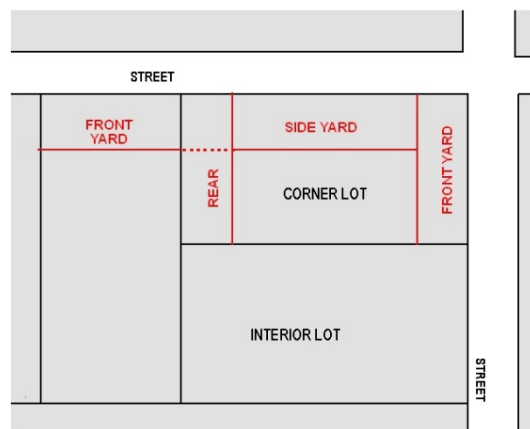 STREET
FRONT
YARD
SIDE YARD
REAR
CORNER LOT
FRONT YARD
INTERIOR LOT
STREET